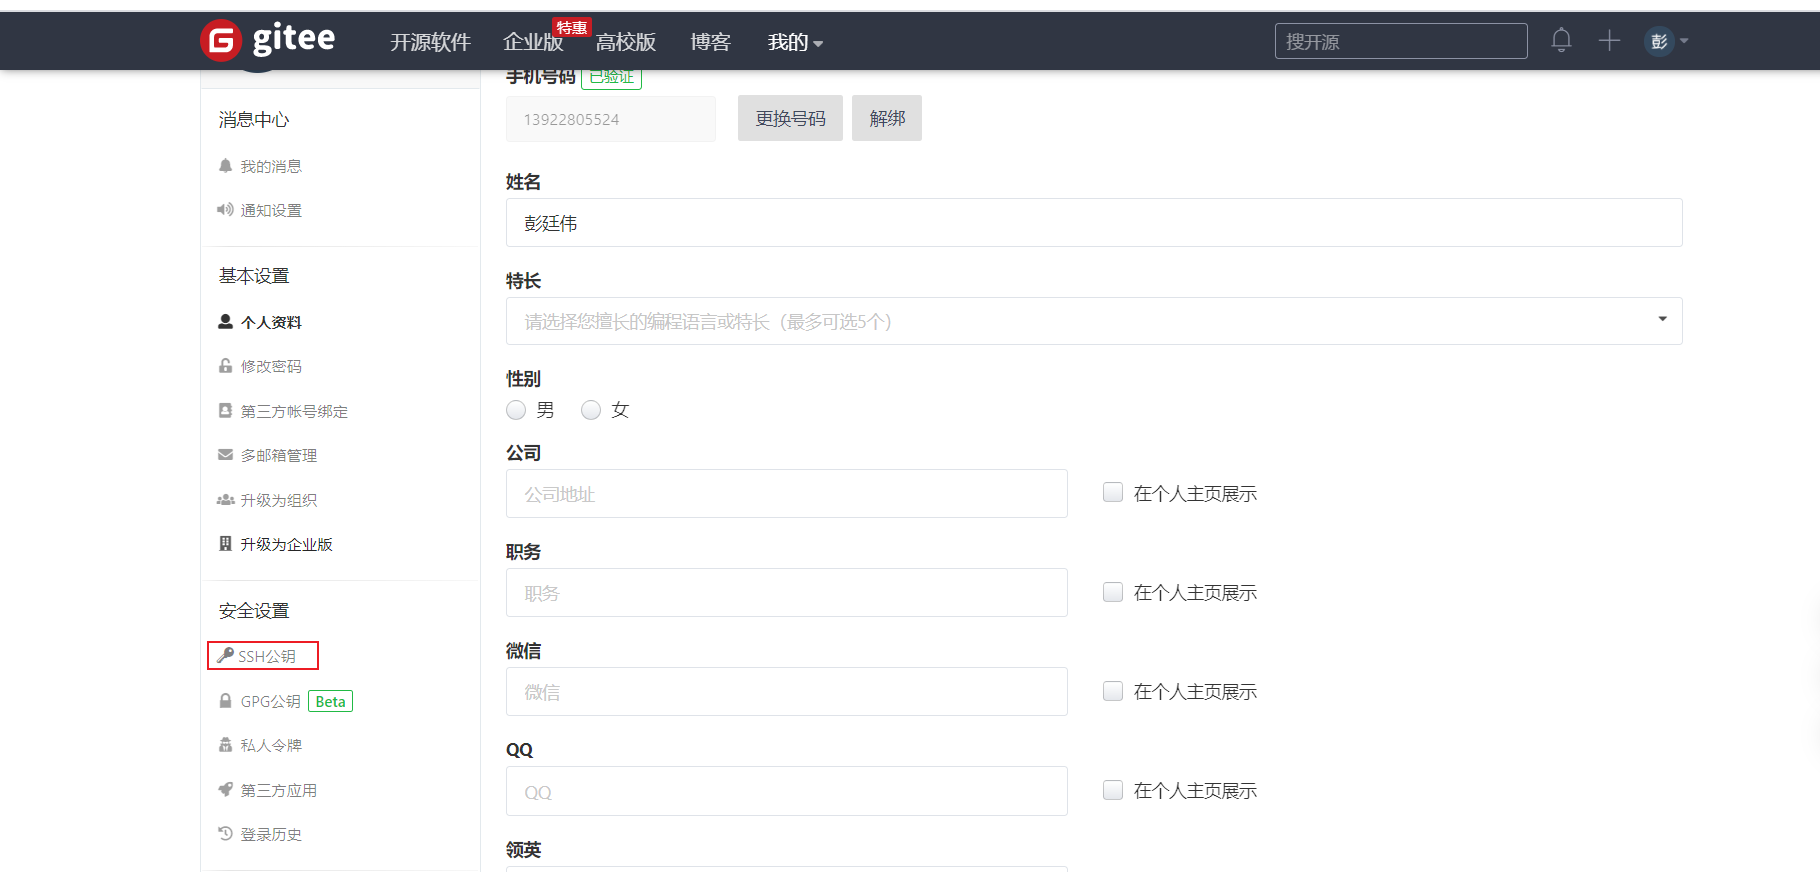 gitee
开源软件 企业版 特惠 高校版 博客 我的 搜开源 彭
消息中心
我的消息
通知设置
基本设置
个人资料
修改密码
第三方帐号绑定
多邮箱管理
升级为组织
升级为企业版
安全设置
SSH公钥
GPG公钥 Beta
私人令牌
第三方应用
登录历史
手机号码 已验证
13922805524 更换号码 解绑
姓名
彭廷伟
特长
请选择您擅长的编程语言或特长（最多可选5个）
性别
男 女
公司
公司地址 在个人主页展示
职务
职务 在个人主页展示
微信
微信 在个人主页展示
QQ
QQ 在个人主页展示
领英